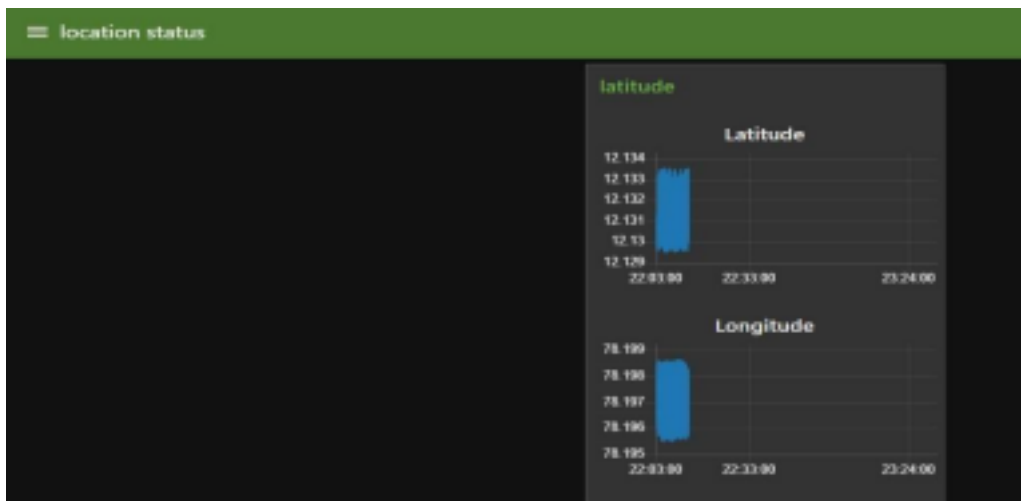 location status
latitude
Latitude
12.134
12.133
12.132
12.131
12.13
12.129
22:03:00 22:33:00 23:24:00
Longitude
78.199
78.198
78.197
78.196
78.195
22:03:00 22:33:00 23:24:00